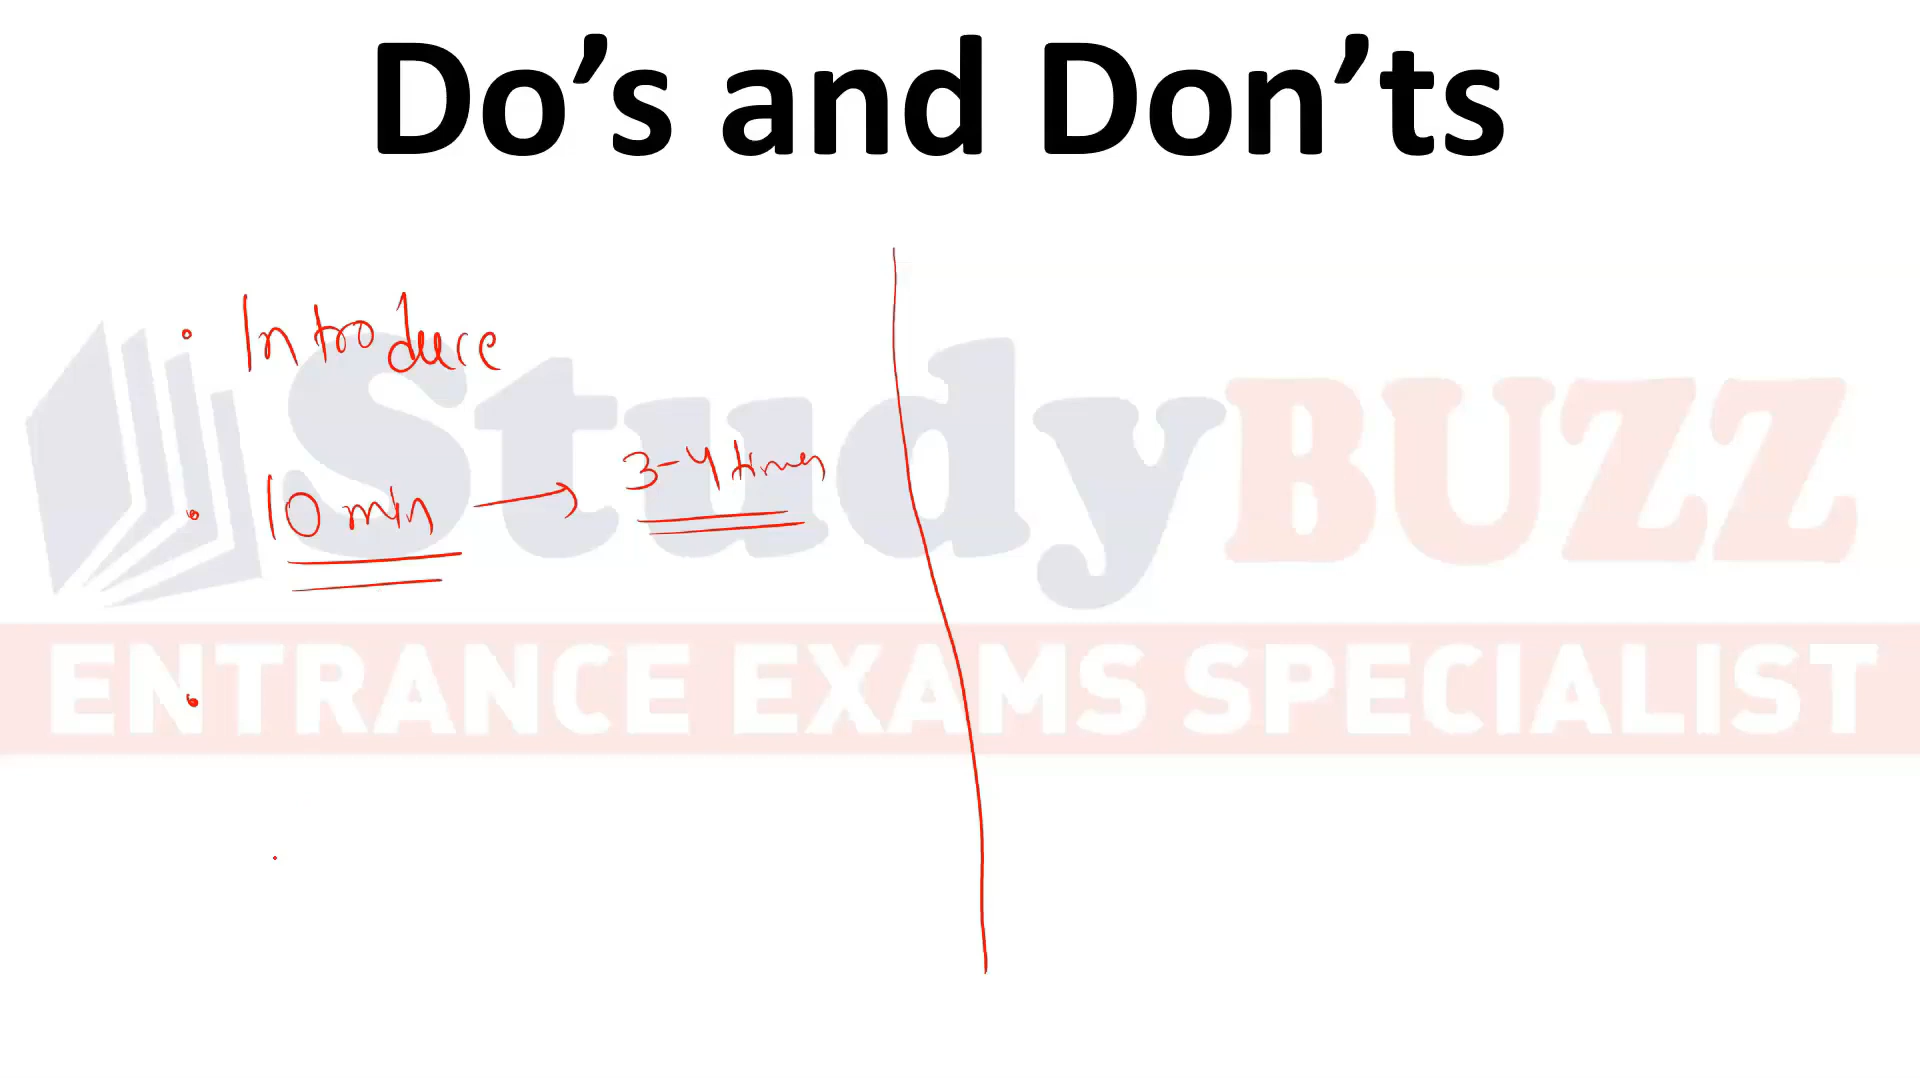 Do’s and Don’ts
• Introduce
• 10 min → 3-4 times
StudyBUZZ
ENTRANCE EXAMS SPECIALIST